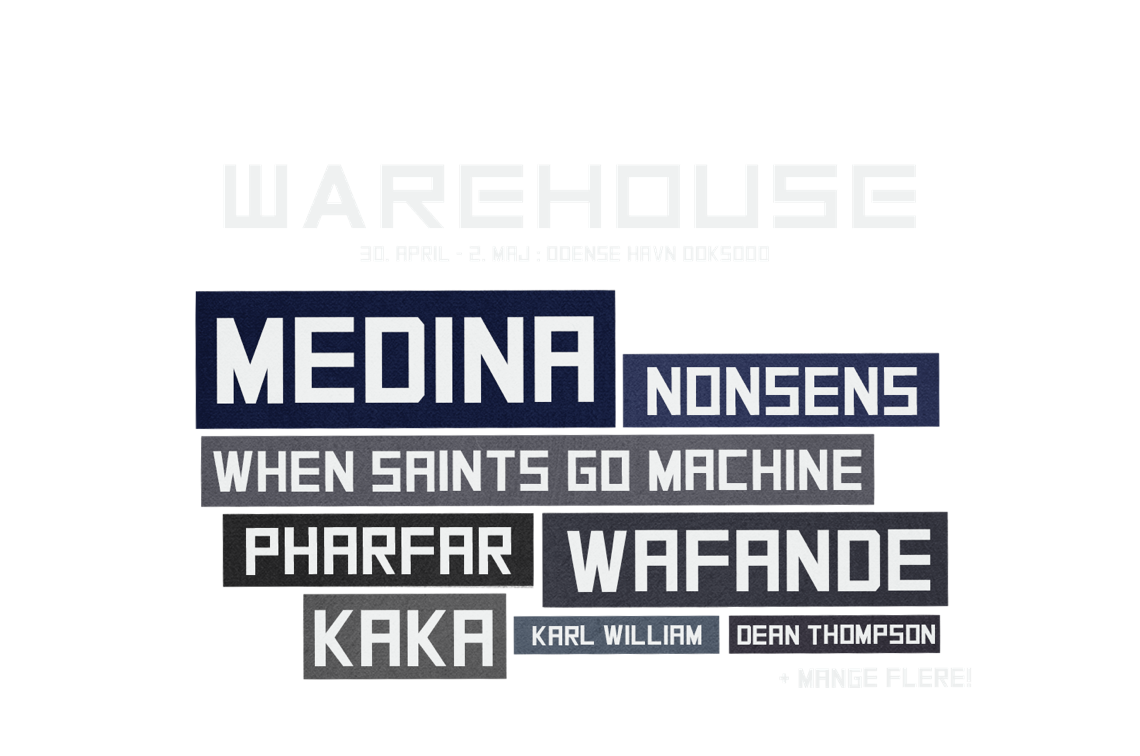 WAREHOUSE
30. APRIL - 2. MAJ : ODENSE HAVN DOK5000
MEDINA
NONSENS
WHEN SAINTS GO MACHINE
PHARFAR
WAFANDE
KAKA
KARL WILLIAM
DEAN THOMPSON
+ MANGE FLERE!